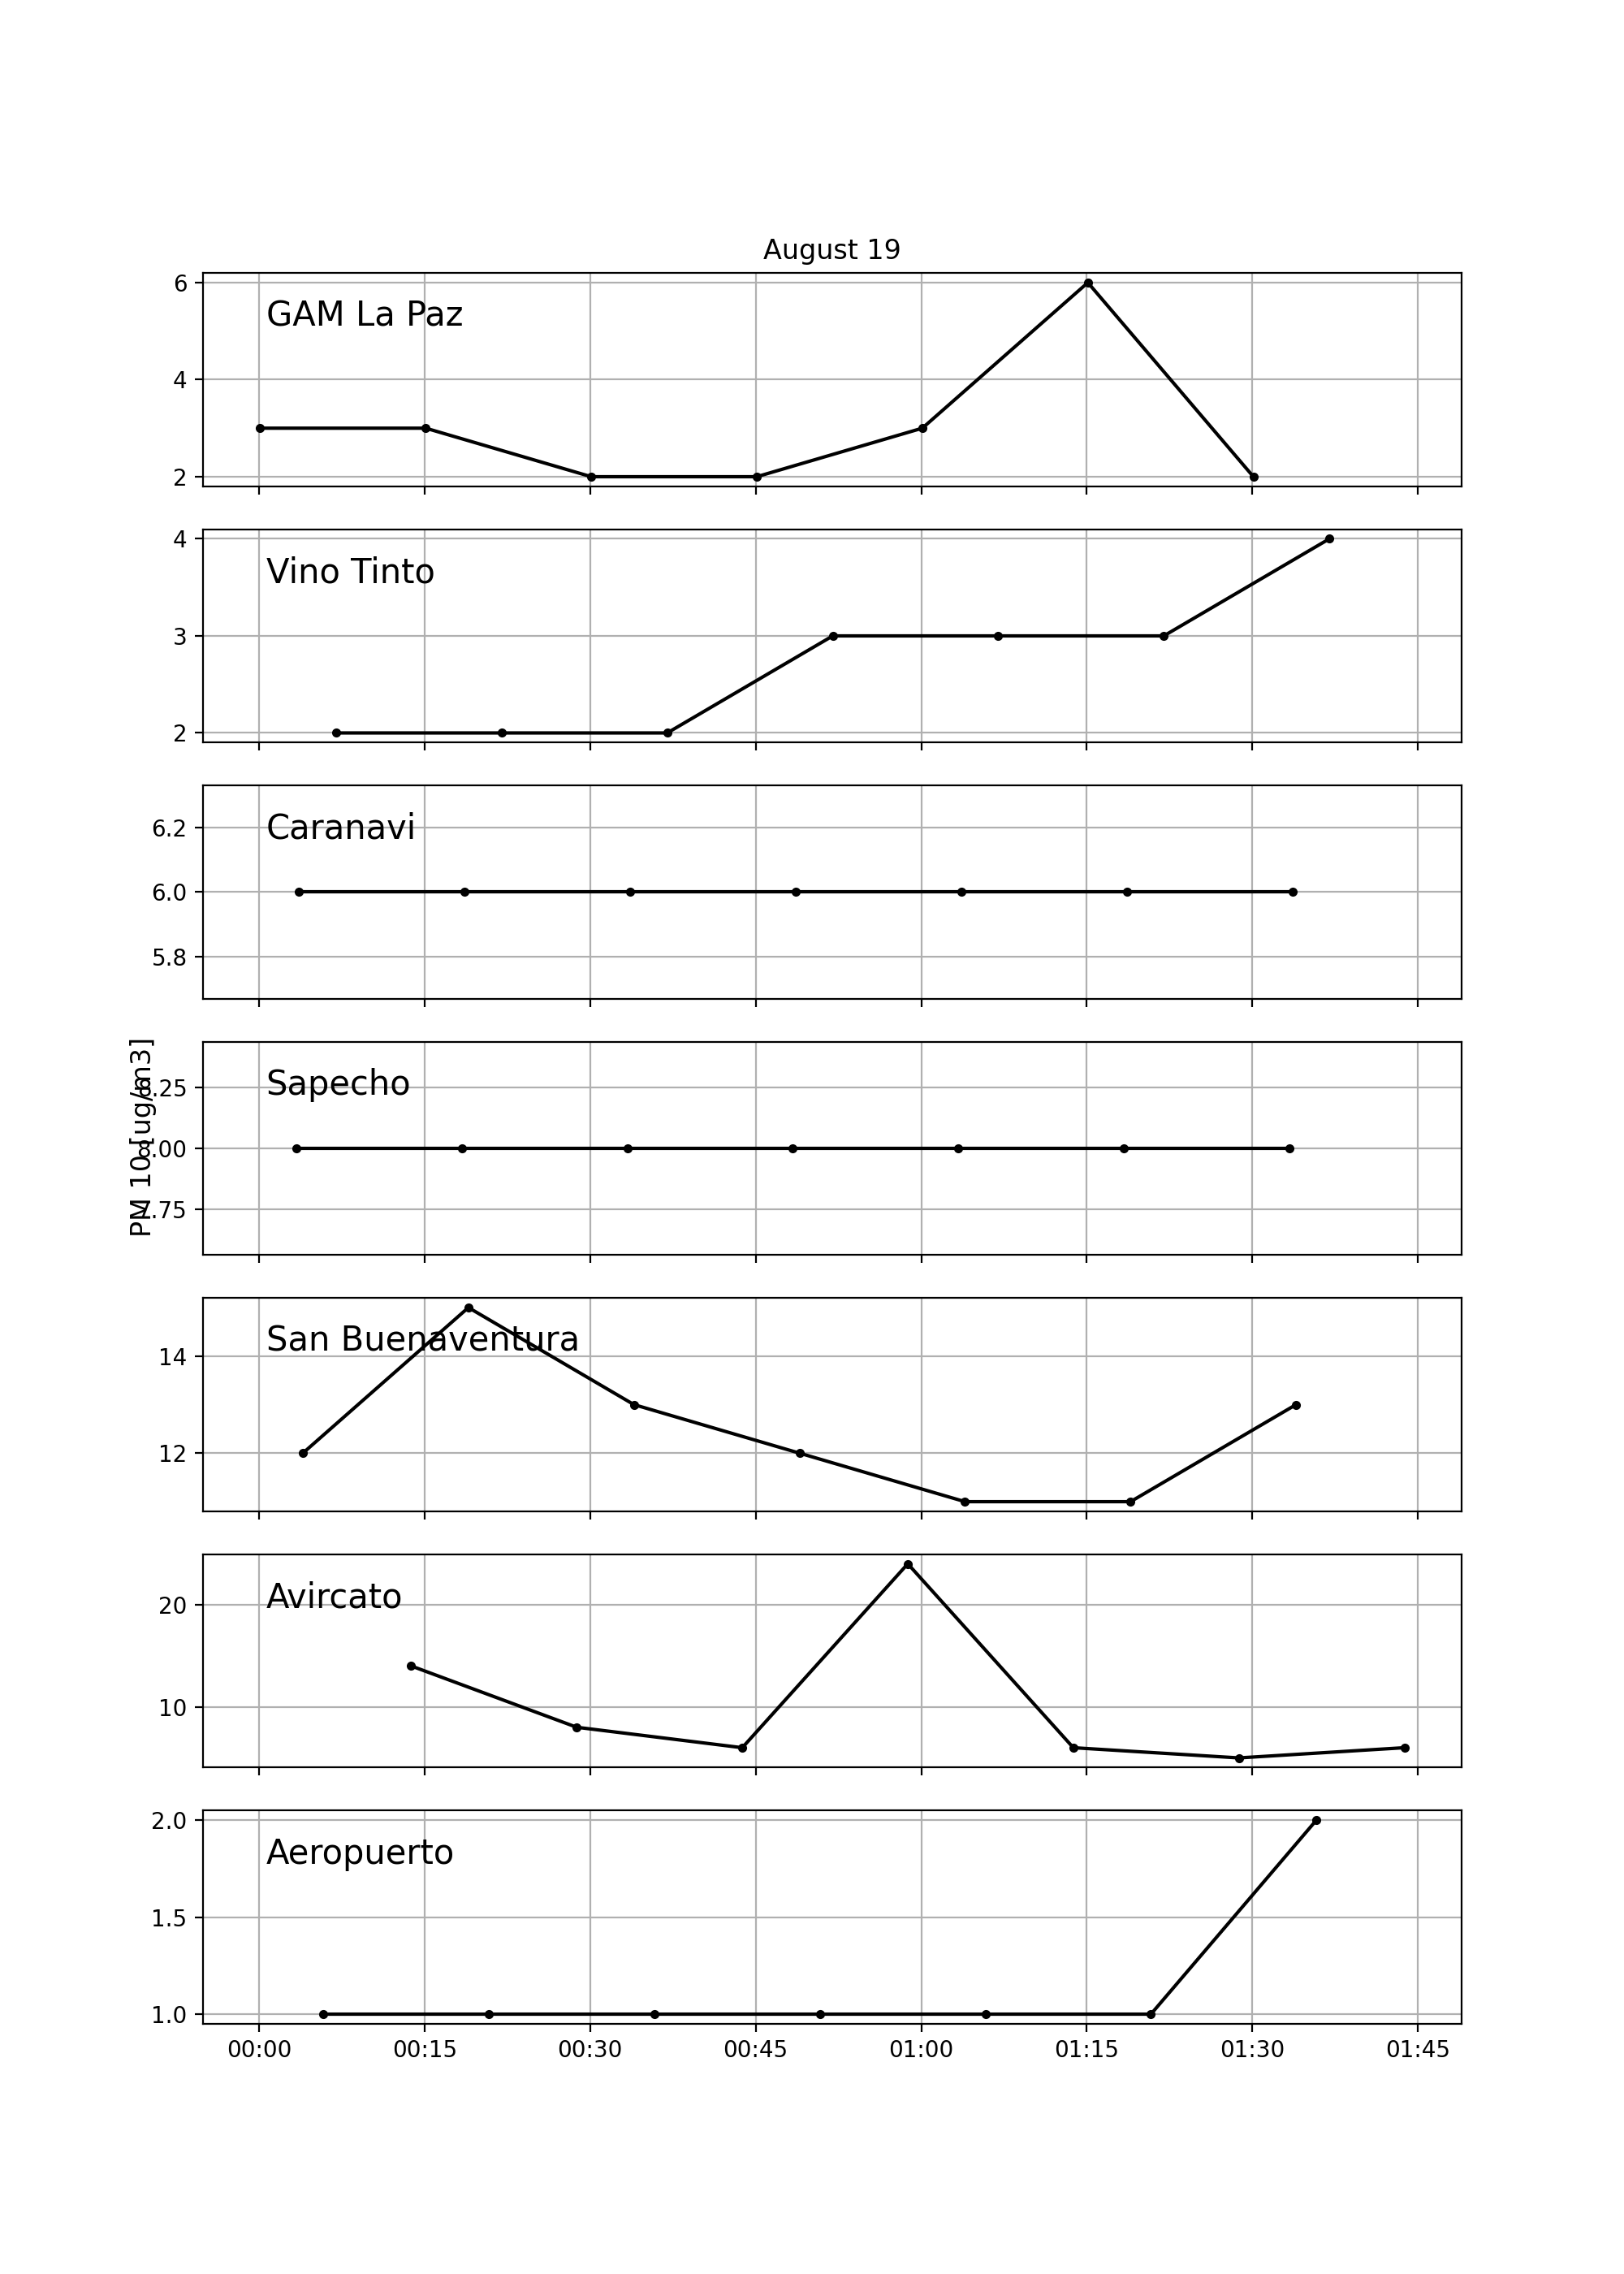 August 19
6
GAM La Paz
4
2
4
Vino Tinto
3
2
6.2
Caranavi
6.0
5.8
PM 10 [ug/m3]
8.25
Sapecho
8.00
7.75
San Buenaventura
14
12
Avircato
20
10
2.0
Aeropuerto
1.5
1.0
00:00 00:15 00:30 00:45 01:00 01:15 01:30 01:45